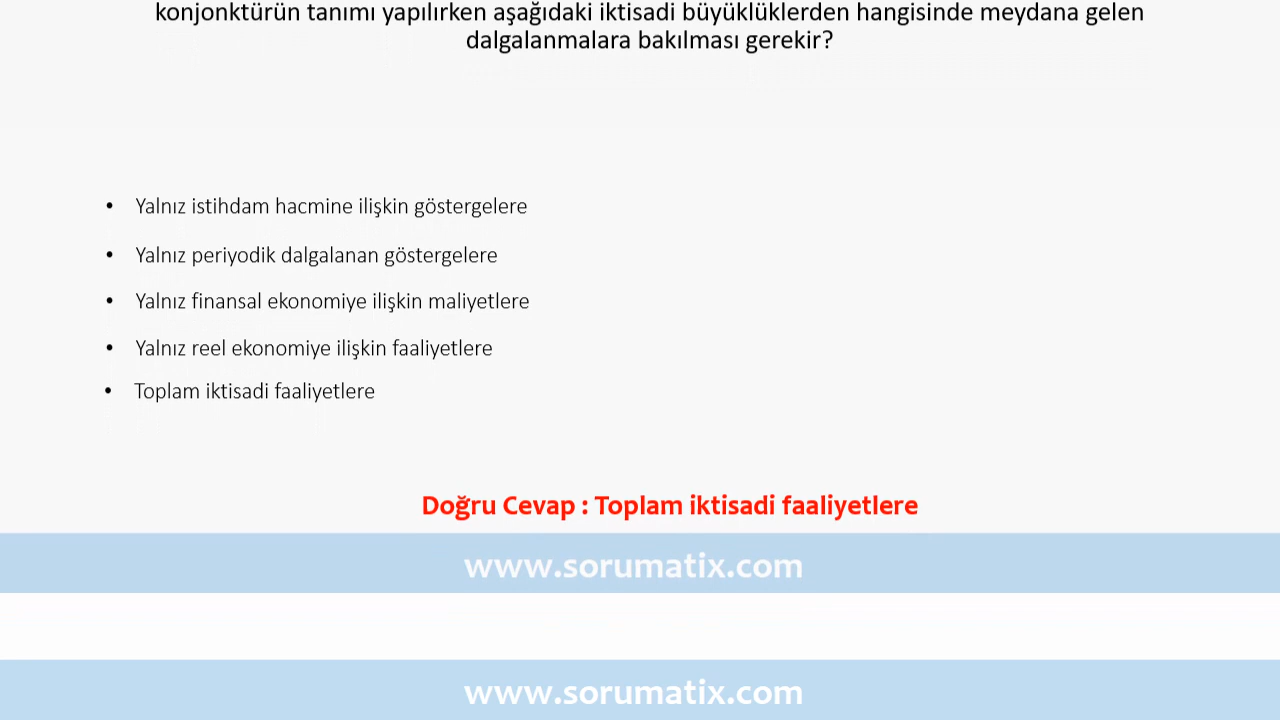 konjonktürün tanımı yapılırken aşağıdaki iktisadi büyüklüklerden hangisinde meydana gelen
dalgalanmalara bakılması gerekir?
• Yalnız istihdam hacmine ilişkin göstergelere
• Yalnız periyodik dalgalanan göstergelere
• Yalnız finansal ekonomiye ilişkin maliyetlere
• Yalnız reel ekonomiye ilişkin faaliyetlere
• Toplam iktisadi faaliyetlere
Doğru Cevap : Toplam iktisadi faaliyetlere
www.sorumatix.com
www.sorumatix.com